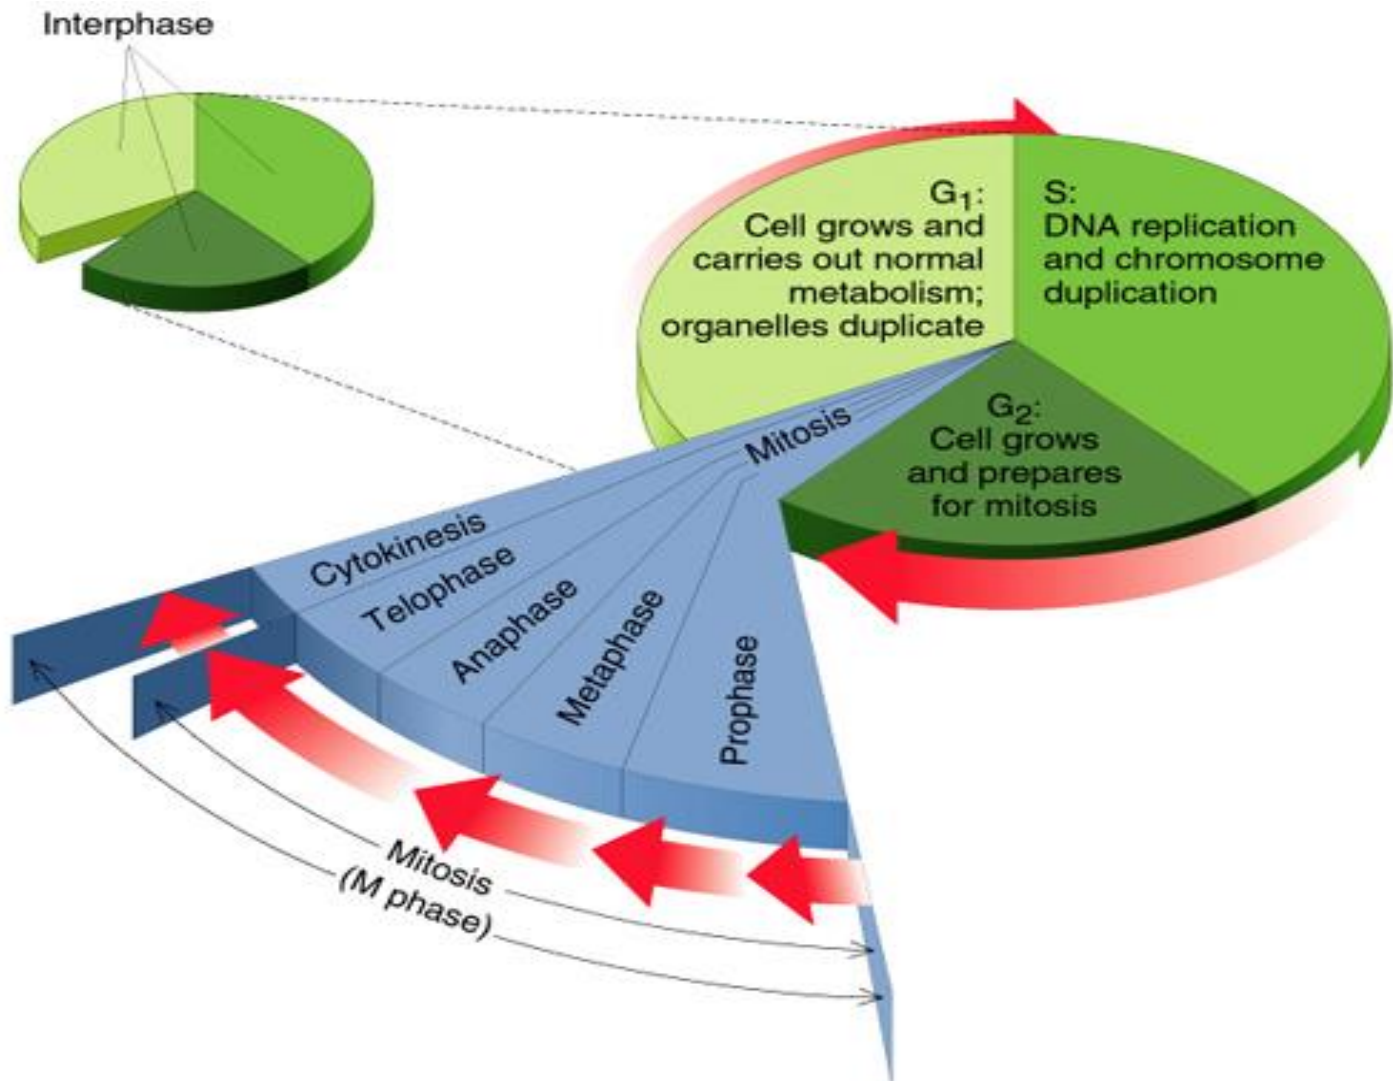 Interphase
G1:
Cell grows and
carries out normal
metabolism;
organelles duplicate
S:
DNA replication
and chromosome
duplication
G2:
Cell grows
and prepares
for mitosis
Mitosis
Cytokinesis
Telophase
Anaphase
Metaphase
Prophase
Mitosis
(M phase)